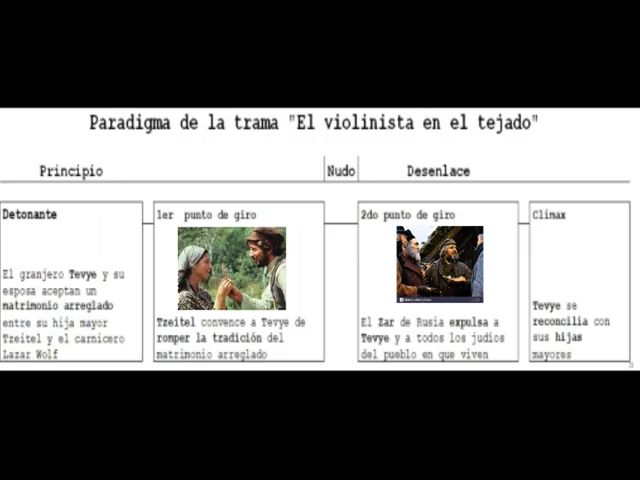 Paradigma de la trama "El violinista en el tejado"
Principio
Nudo
Desenlace
Detonante
El granjero Tevye y su
esposa aceptan un
matrimonio arreglado
entre su hija mayor
Tzeitel y el carnicero
Lazar Wolf
1er punto de giro
Tzeitel convence a Tevye de
romper la tradición del
matrimonio arreglado
2do punto de giro
El Zar de Rusia expulsa a
Tevye y a todos los judíos
del pueblo en que viven
Climax
Tevye se
reconcilia con
sus hijas
mayores